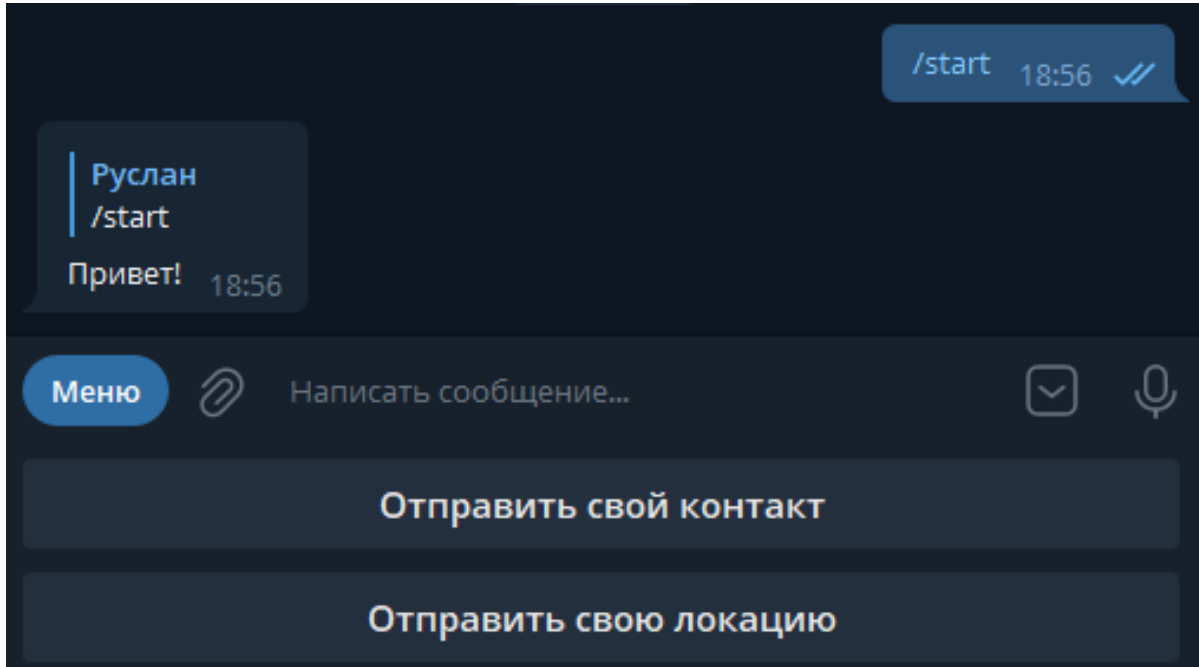 /start 18:56
Руслан
/start
Привет! 18:56
Меню Написать сообщение...
Отправить свой контакт
Отправить свою локацию